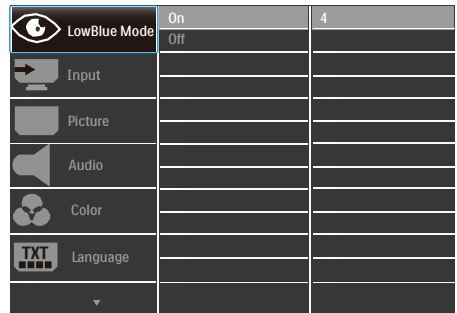 LowBlue Mode
On
4
Off
Input
Picture
Audio
Color
TXT
Language